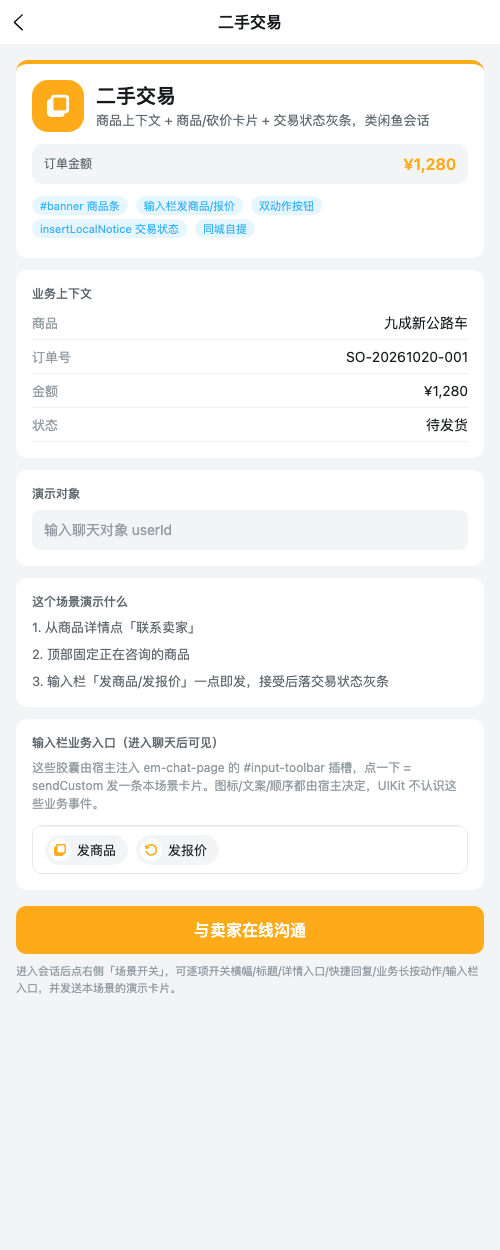 二手交易
二手交易
商品上下文 + 商品/砍价卡片 + 交易状态灰条，类闲鱼会话
订单金额 ¥1,280
#banner 商品条 输入栏发商品/报价 双动作按钮
insertLocalNotice 交易状态 同城自提
业务上下文
商品 九成新公路车
订单号 SO-20261020-001
金额 ¥1,280
状态 待发货
演示对象
输入聊天对象 userId
这个场景演示什么
1. 从商品详情点「联系卖家」
2. 顶部固定正在咨询的商品
3. 输入栏「发商品/发报价」一点即发，接受后落交易状态灰条
输入栏业务入口（进入聊天后可见）
这些胶囊由宿主注入 em-chat-page 的 #input-toolbar 插槽，点一下 =
sendCustom 发一条本场景卡片。图标/文案/顺序都由宿主决定，UIKit 不认识这
些业务事件。
发商品 发报价
与卖家在线沟通
进入会话后点右侧「场景开关」，可逐项开关横幅/标题/详情入口/快捷回复/业务长按动作/输入栏
入口，并发送本场景的演示卡片。